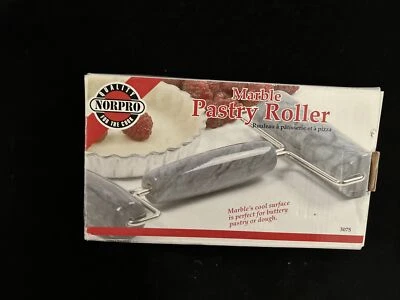 QUALITY
NORPRO
FOR THE COOK
Marble
Pastry Roller
Rouleau à pâtisserie et à pizza
Marble's cool surface
is perfect for buttery
pastry or dough.
3075